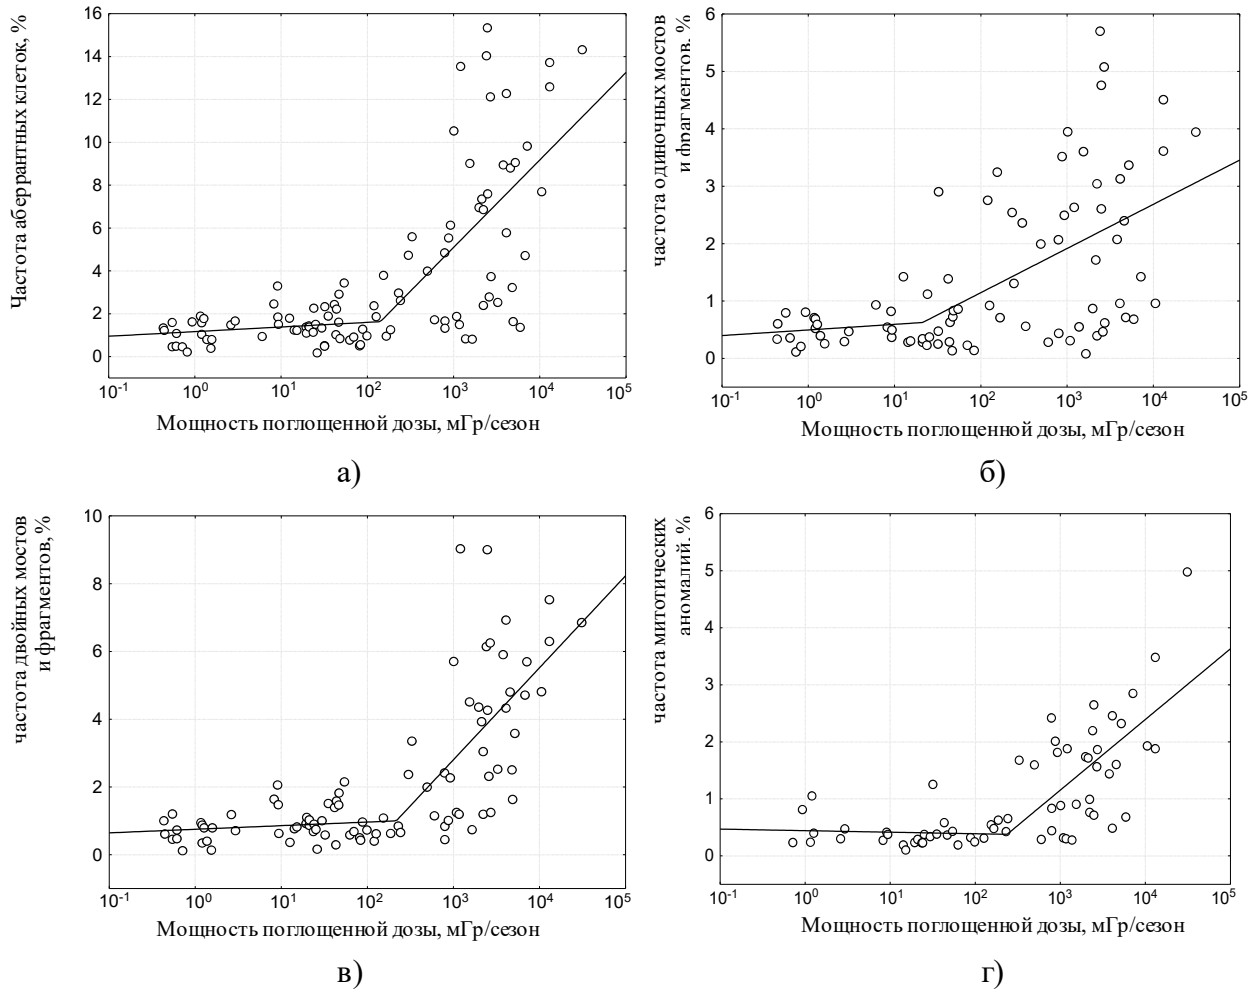 Частота аберрантных клеток, %
16
14
12
10
8
6
4
2
0
10-1 100 101 102 103 104 105
Мощность поглощенной дозы, мГр/сезон
а)
частота одиночных мостов
и фрагментов. %
6
5
4
3
2
1
0
10-1 100 101 102 103 104 105
Мощность поглощенной дозы, мГр/сезон
б)
частота двойных мостов
и фрагментов, %
10
8
6
4
2
0
10-1 100 101 102 103 104 105
Мощность поглощенной дозы, мГр/сезон
в)
частота митотических
аномалий. %
6
5
4
3
2
1
0
10-1 100 101 102 103 104 105
Мощность поглощенной дозы, мГр/сезон
г)